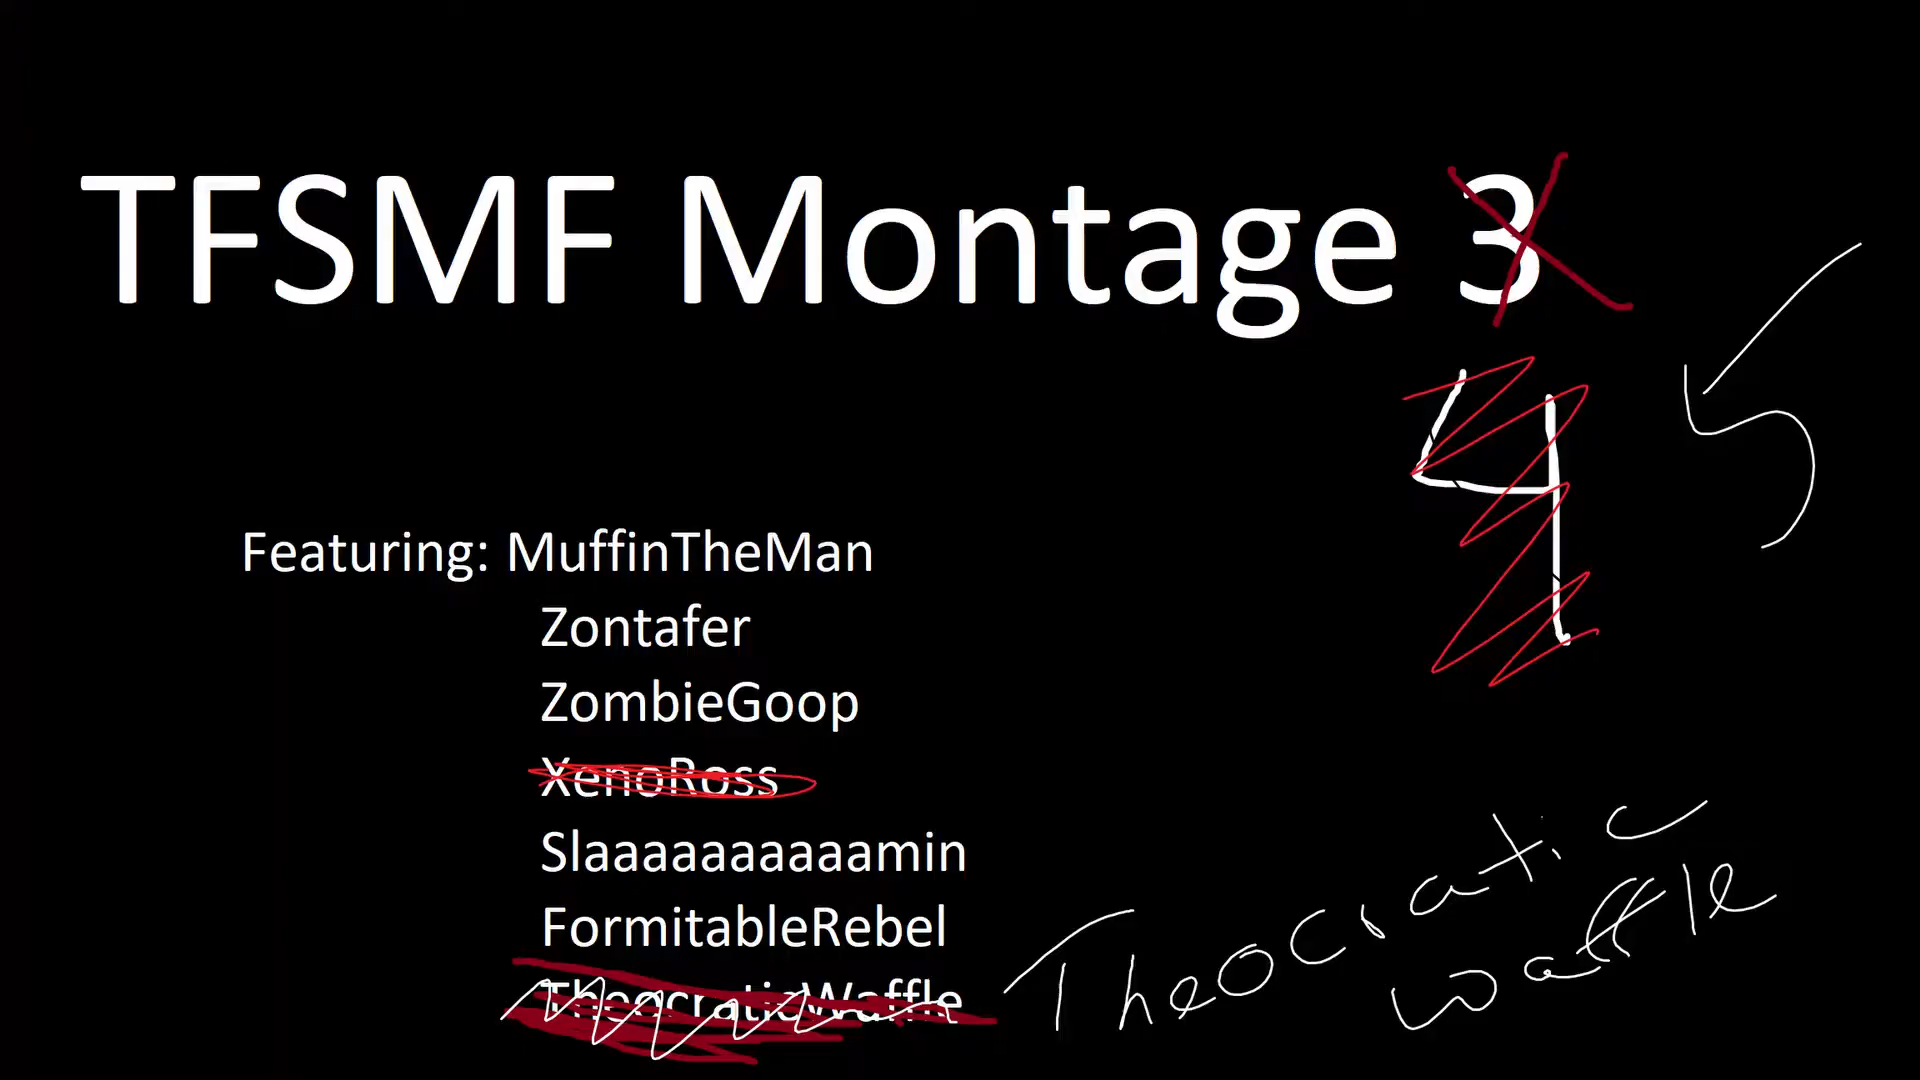 TFSMF Montage 3
4 5
Featuring: MuffinTheMan
Zontafer
ZombieGoop
XenoRoss
Slaaaaaaaaaamin
FormitableRebel
TheocraticWaffle
Theocratic
waffle